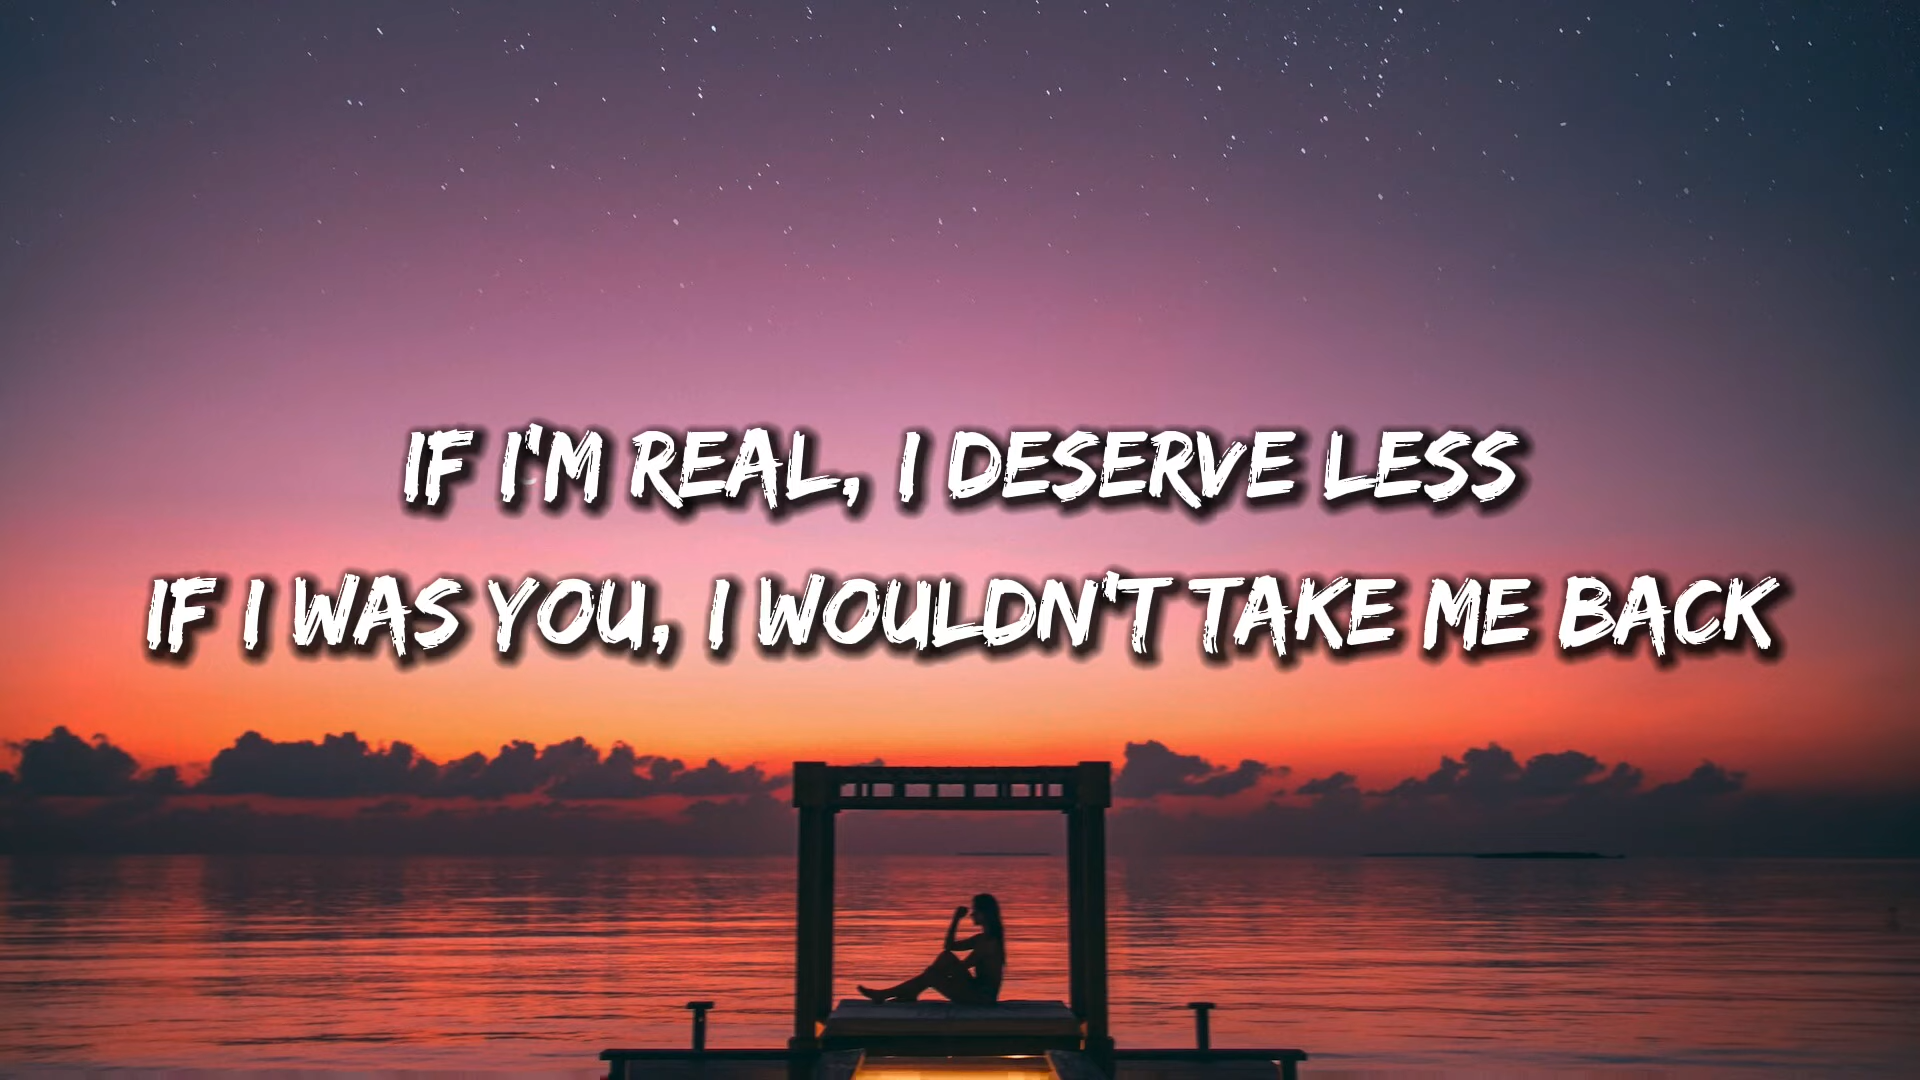 IF I'M REAL, I DESERVE LESS
IF I WAS YOU, I WOULDN'T TAKE ME BACK